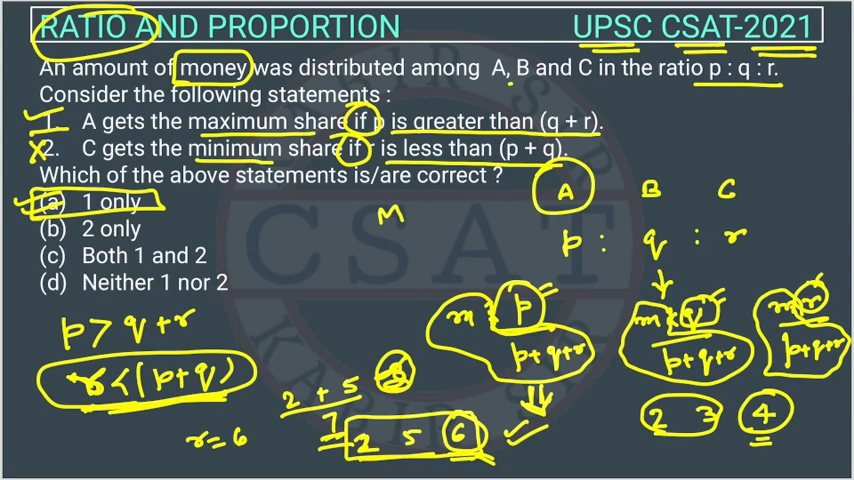 RATIO AND PROPORTION UPSC CSAT-2021
An amount of money was distributed among A, B and C in the ratio p : q : r.
Consider the following statements :
1. A gets the maximum share if p is greater than (q + r).
2. C gets the minimum share if r is less than (p + q).
Which of the above statements is/are correct ?
(a) 1 only
(b) 2 only
(c) Both 1 and 2
(d) Neither 1 nor 2
CSAT
M
A B C
p : q : r
p > q + r
r < (p + q)
r = 6
2 + 5
7
2 5 6
p
p+q+r
p+q+r
p+q+r
2 3 4